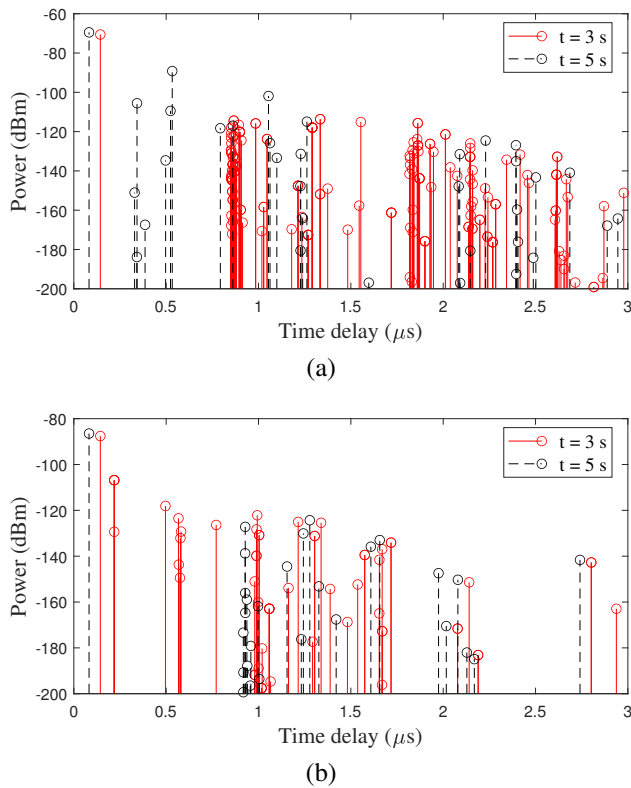 -60
-80
-100
-120
-140
-160
-180
-200
Power (dBm)
t = 3 s
t = 5 s
0 0.5 1 1.5 2 2.5 3
Time delay (μs)
(a)
-80
-100
-120
-140
-160
-180
-200
Power (dBm)
t = 3 s
t = 5 s
0 0.5 1 1.5 2 2.5 3
Time delay (μs)
(b)